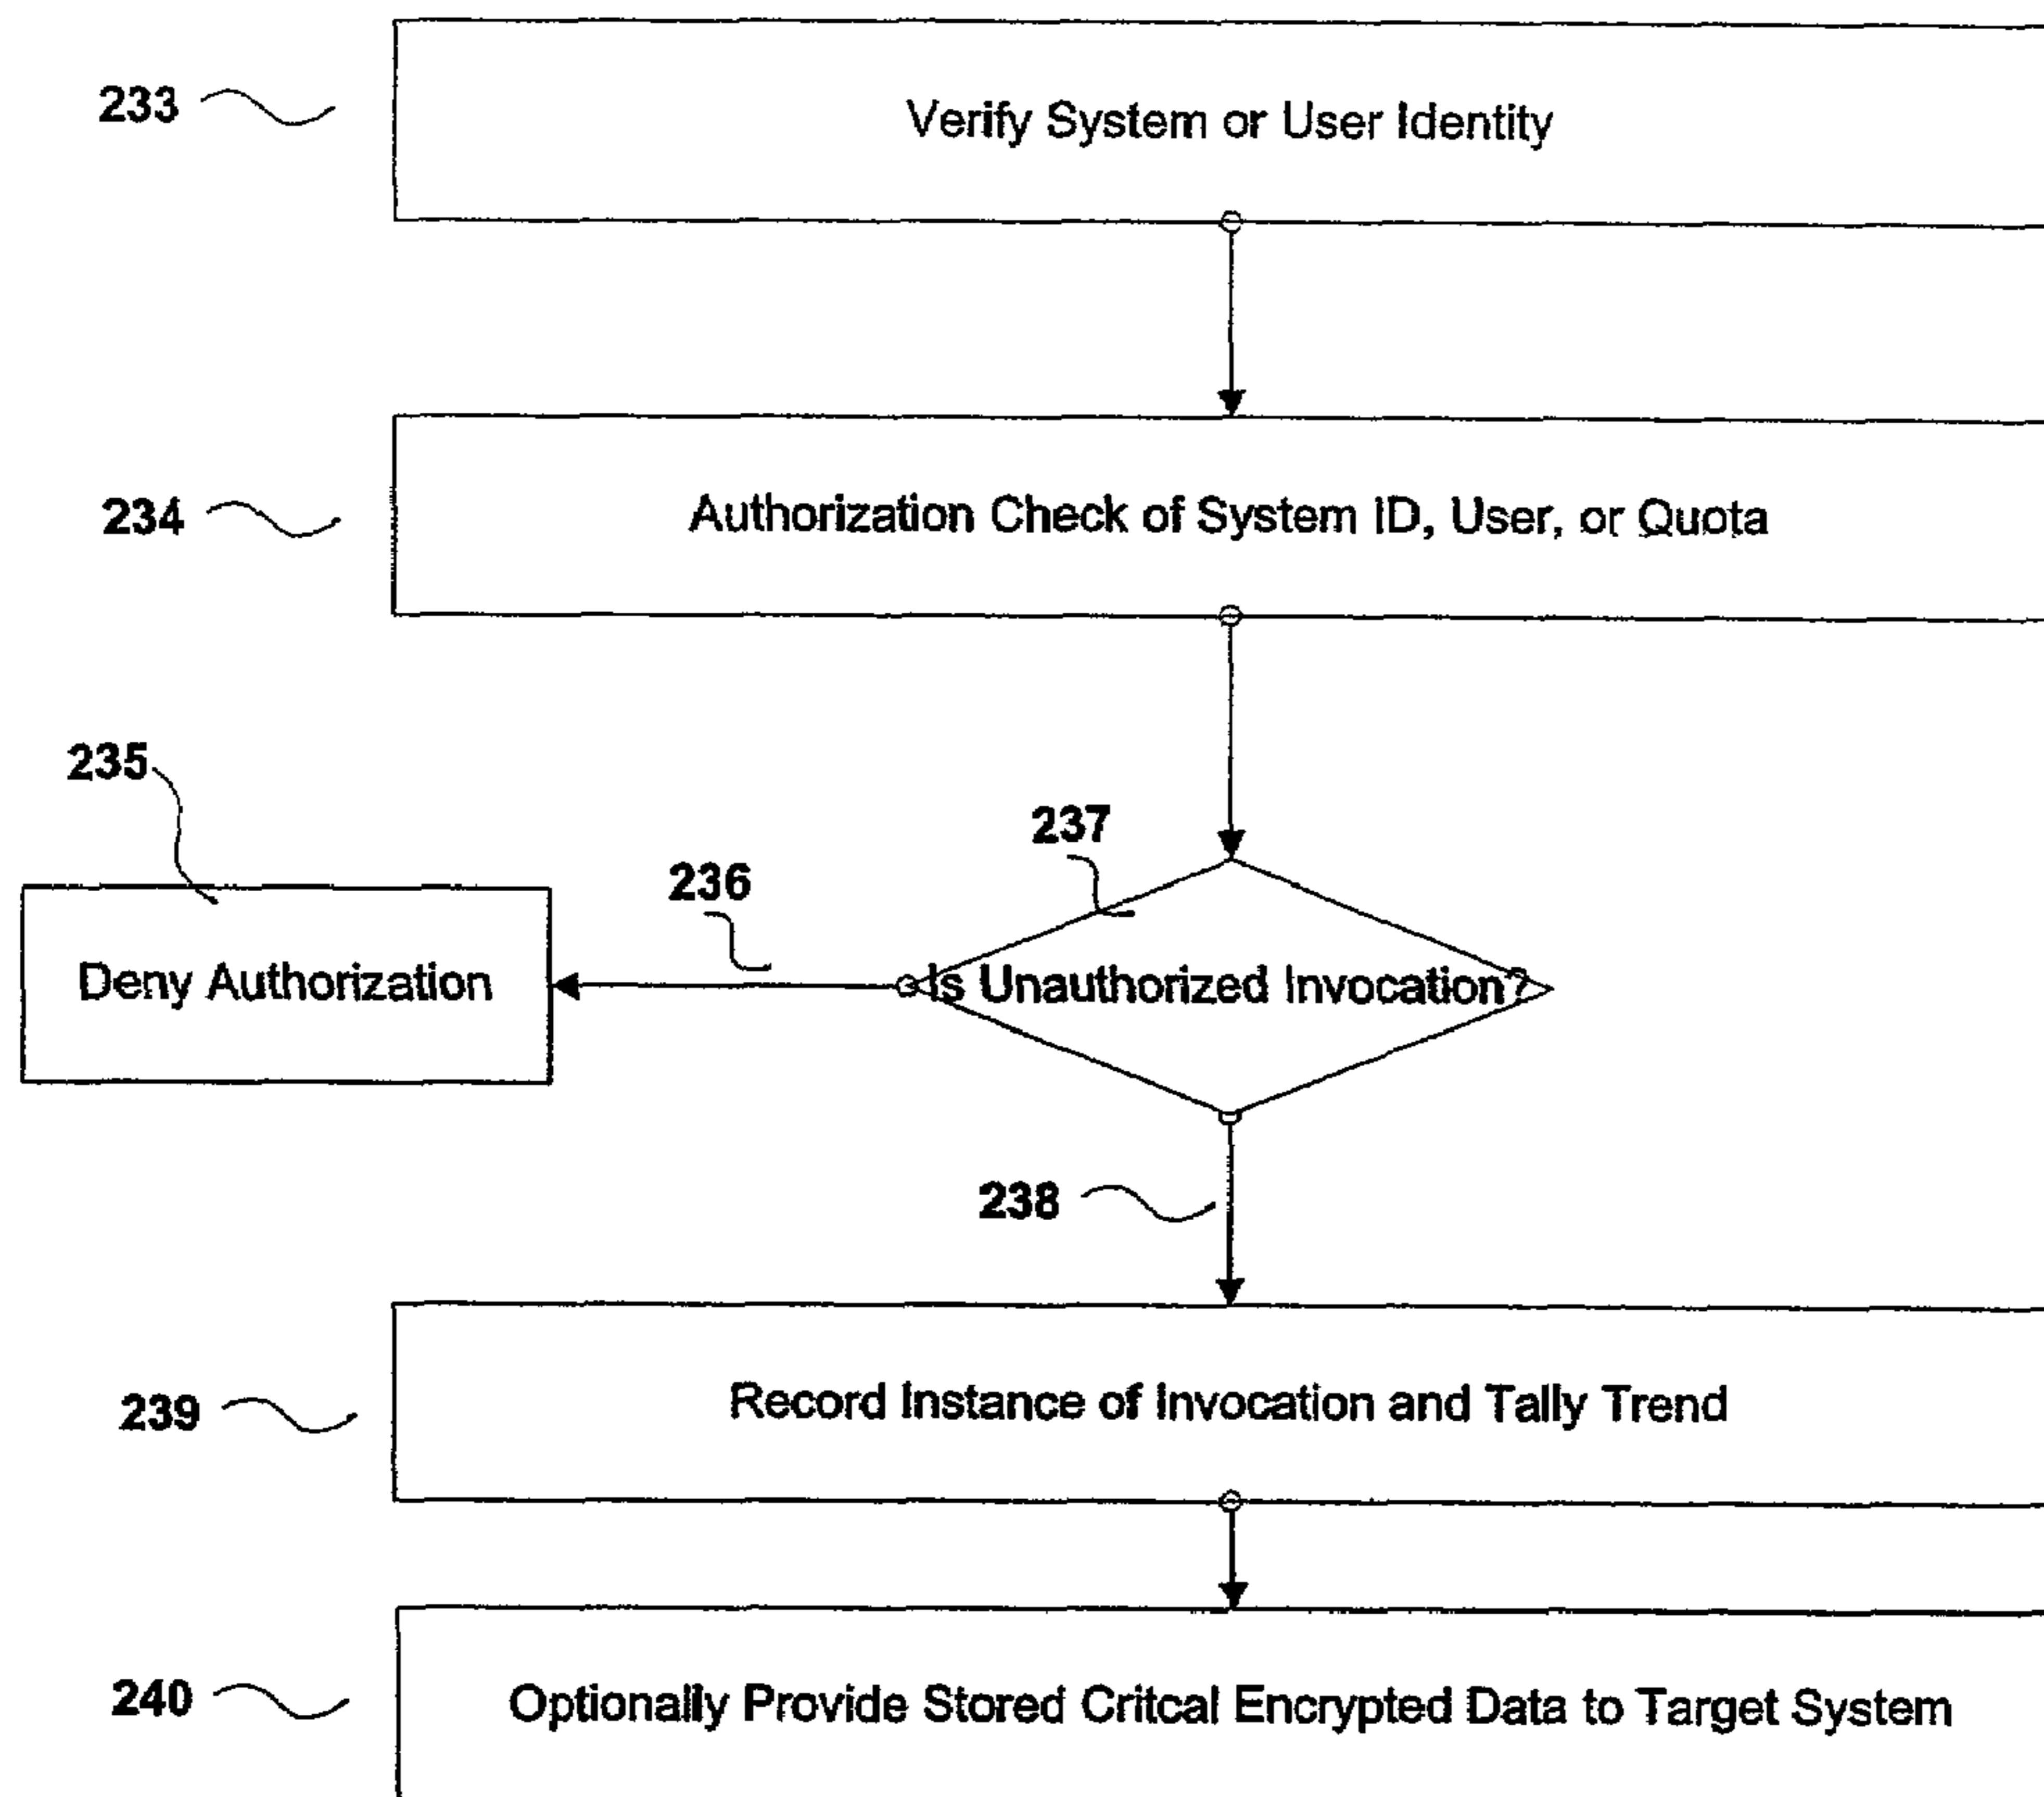 233
Verify System or User Identity
234
Authorization Check of System ID, User, or Quota
235
237
236
Deny Authorization
Is Unauthorized Invocation?
238
239
Record Instance of Invocation and Tally Trend
240
Optionally Provide Stored Critcal Encrypted Data to Target System